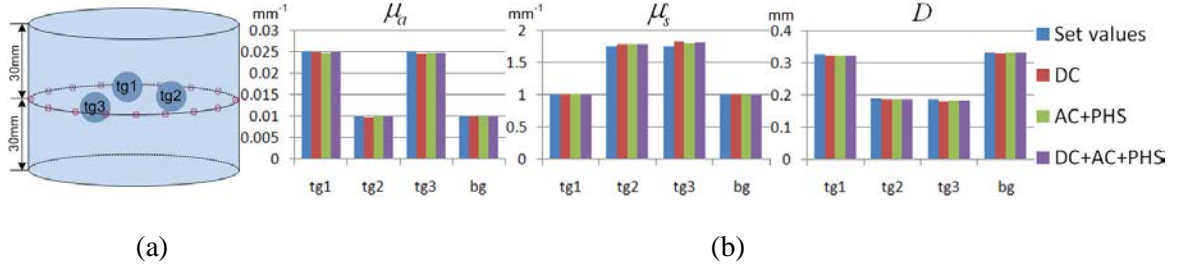 30mm
30mm
tg1
tg2
tg3
mm⁻¹
μa
0.03
0.025
0.02
0.015
0.01
0.005
0
tg1 tg2 tg3 bg
mm⁻¹
μs
2
1.5
1
0.5
0
tg1 tg2 tg3 bg
mm
D
0.4
0.3
0.2
0.1
0
tg1 tg2 tg3 bg
Set values
DC
AC+PHS
DC+AC+PHS
(a)
(b)